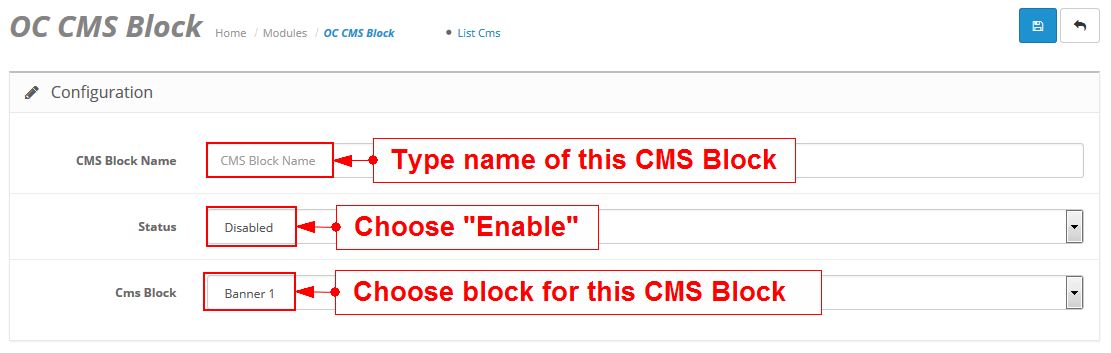 OC CMS Block Home / Modules / OC CMS Block • List Cms
Configuration
CMS Block Name CMS Block Name Type name of this CMS Block
Status Disabled Choose "Enable"
Cms Block Banner 1 Choose block for this CMS Block